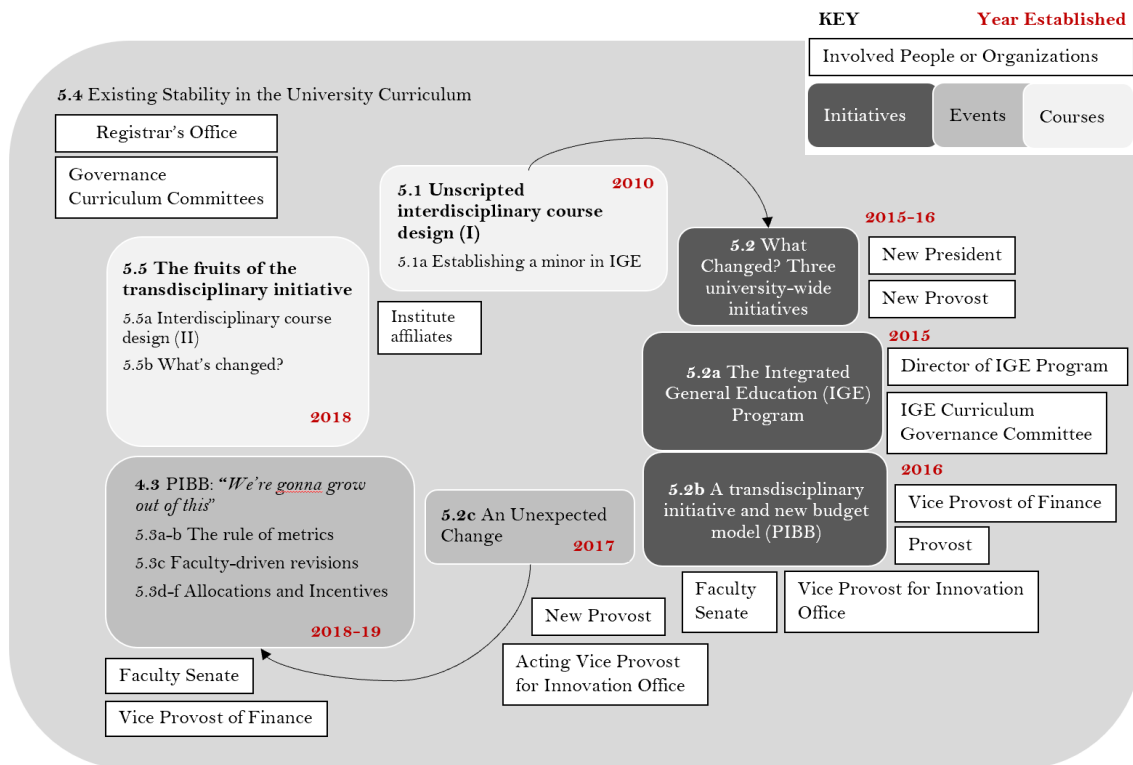 KEY
Year Established
Involved People or Organizations
Initiatives
Events
Courses
5.4 Existing Stability in the University Curriculum
Registrar's Office
Governance
Curriculum Committees
5.1 Unscripted
interdisciplinary course
design (I)
2010
5.1a Establishing a minor in IGE
Institute
affiliates
5.2 What
Changed? Three
university-wide
initiatives
2015-16
New President
New Provost
5.2a The Integrated
General Education (IGE)
Program
2015
Director of IGE Program
IGE Curriculum
Governance Committee
5.2b A transdisciplinary
initiative and new budget
model (PIBB)
2016
Vice Provost of Finance
Provost
Faculty
Senate
Vice Provost for Innovation
Office
5.2c An Unexpected
Change
2017
New Provost
Acting Vice Provost
for Innovation Office
4.3 PIBB: "We're gonna grow
out of this"
5.3a-b The rule of metrics
5.3c Faculty-driven revisions
5.3d-f Allocations and Incentives
2018-19
Faculty Senate
Vice Provost of Finance
5.5 The fruits of the
transdisciplinary initiative
5.5a Interdisciplinary course
design (II)
5.5b What's changed?
2018